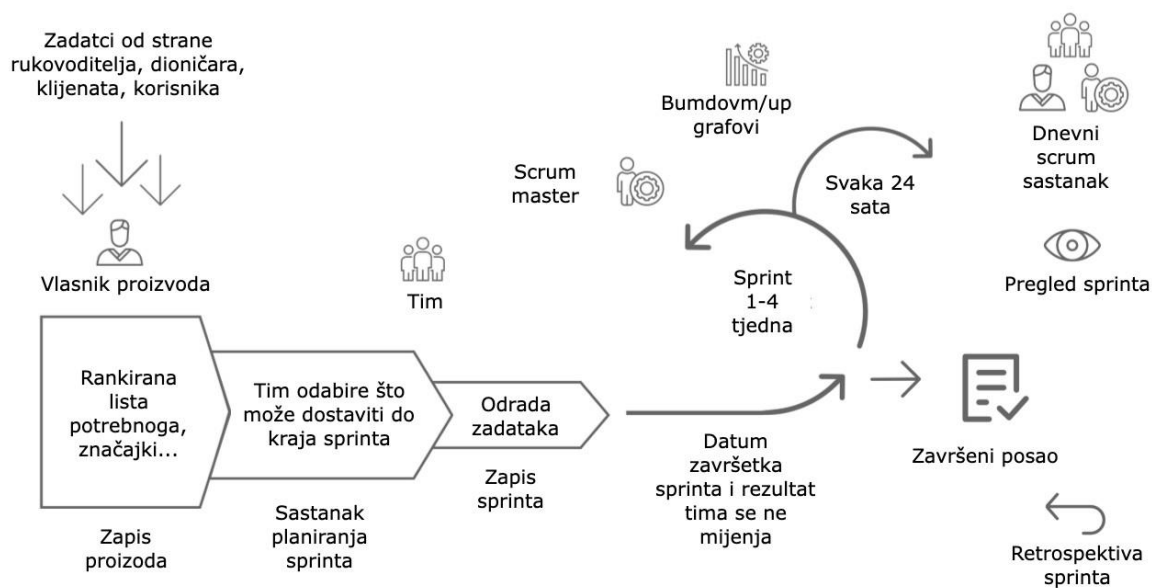 Zadatci od strane
rukovoditelja, dioničara,
klijenata, korisnika
Vlasnik proizvoda
Rankirana
lista
potrebnoga,
značajki...
Zapis
proizoda
Tim odabire što
može dostaviti do
kraja sprinta
Sastanak
planiranja
sprinta
Tim
Odrada
zadataka
Zapis
sprinta
Scrum
master
Bumdovm/up
grafovi
Svaka 24
sata
Sprint
1-4
tjedna
Datum
završetka
sprinta i rezultat
tima se ne
mijenja
Dnevni
scrum
sastanak
Pregled sprinta
Završeni posao
Retrospektiva
sprinta